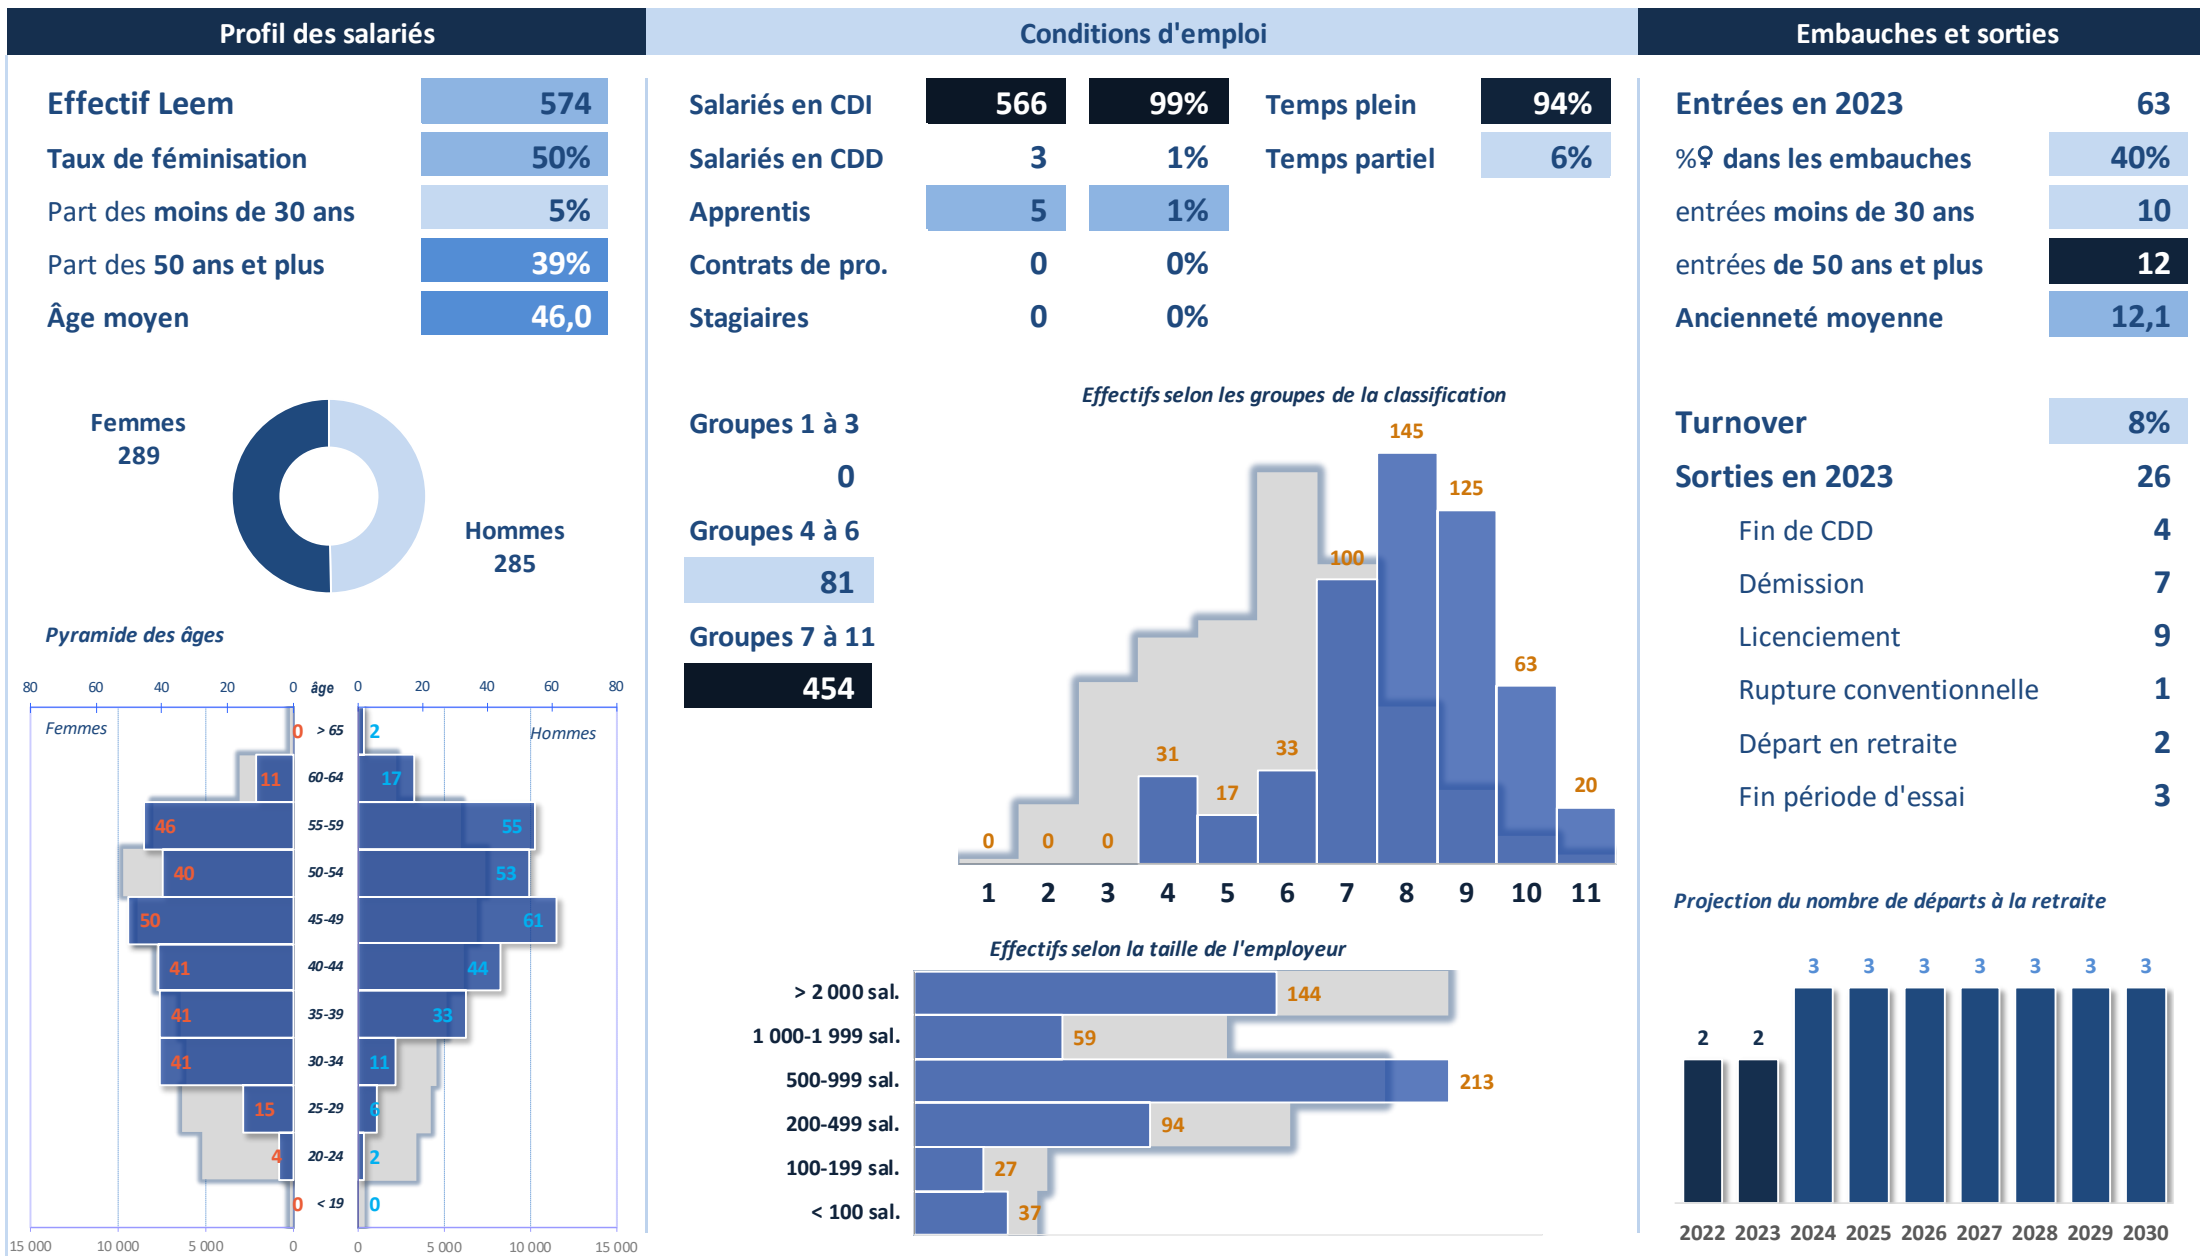 Profil des salariés
Effectif Leem 574
Taux de féminisation 50%
Part des moins de 30 ans 5%
Part des 50 ans et plus 39%
Âge moyen 46,0
Femmes
289
Hommes
285
Pyramide des âges
80 60 40 20 0 âge 0 20 40 60 80
Femmes Hommes
0 > 65 2
11 60-64 17
46 55-59 55
40 50-54 53
50 45-49 61
41 40-44 44
41 35-39 33
41 30-34 11
15 25-29 6
4 20-24 2
0 < 19 0
15 000 10 000 5 000 0 0 5 000 10 000 15 000
Conditions d'emploi
Salariés en CDI 566 99% Temps plein 94%
Salariés en CDD 3 1% Temps partiel 6%
Apprentis 5 1%
Contrats de pro. 0 0%
Stagiaires 0 0%
Groupes 1 à 3
0
Groupes 4 à 6
81
Groupes 7 à 11
454
Effectifs selon les groupes de la classification
0 0 0 31 17 33 100 145 125 63 20
1 2 3 4 5 6 7 8 9 10 11
Effectifs selon la taille de l'employeur
> 2 000 sal. 144
1 000-1 999 sal. 59
500-999 sal. 213
200-499 sal. 94
100-199 sal. 27
< 100 sal. 37
Embauches et sorties
Entrées en 2023 63
%♀ dans les embauches 40%
entrées moins de 30 ans 10
entrées de 50 ans et plus 12
Ancienneté moyenne 12,1
Turnover 8%
Sorties en 2023 26
Fin de CDD 4
Démission 7
Licenciement 9
Rupture conventionnelle 1
Départ en retraite 2
Fin période d'essai 3
Projection du nombre de départs à la retraite
2 2 3 3 3 3 3 3 3
2022 2023 2024 2025 2026 2027 2028 2029 2030